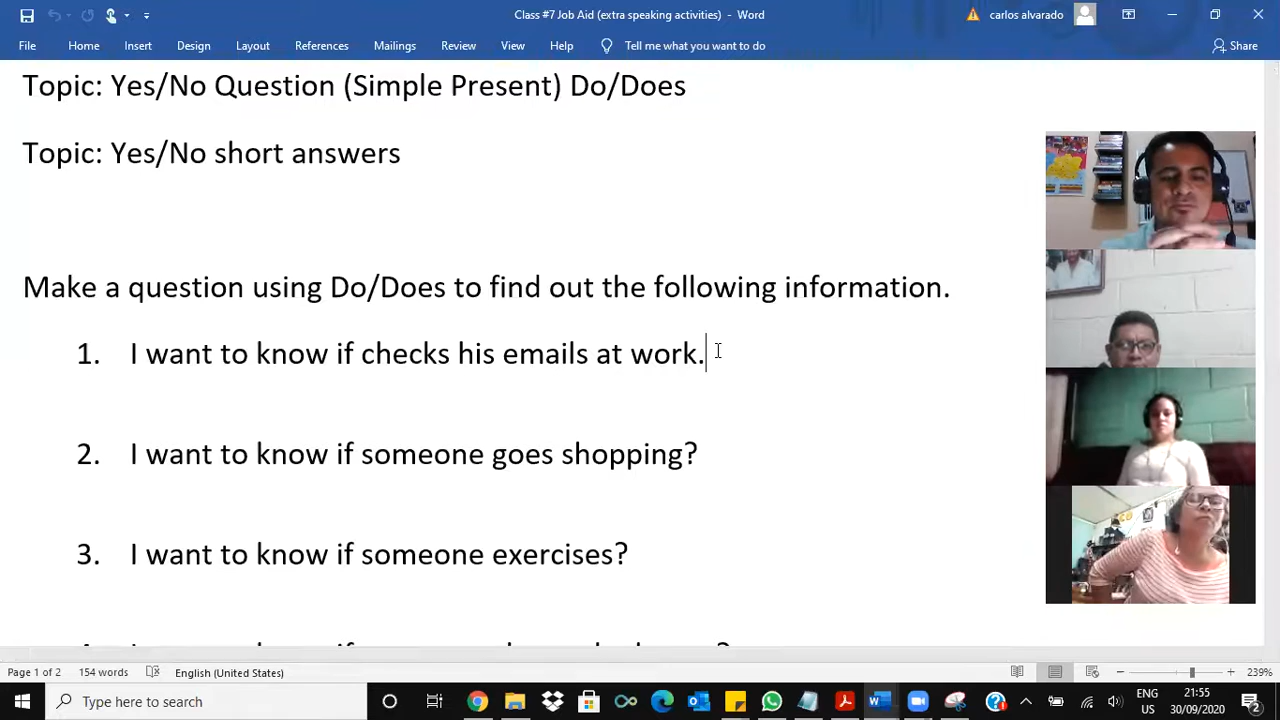 Class #7 Job Aid (extra speaking activities) - Word
carlos alvarado
File Home Insert Design Layout References Mailings Review View Help Tell me what you want to do Share
Topic: Yes/No Question (Simple Present) Do/Does
Topic: Yes/No short answers
Make a question using Do/Does to find out the following information.
1. I want to know if checks his emails at work.
2. I want to know if someone goes shopping?
3. I want to know if someone exercises?
Page 1 of 2 154 words English (United States) 239%
Type here to search
ENG 21:55
US 30/09/2020
2